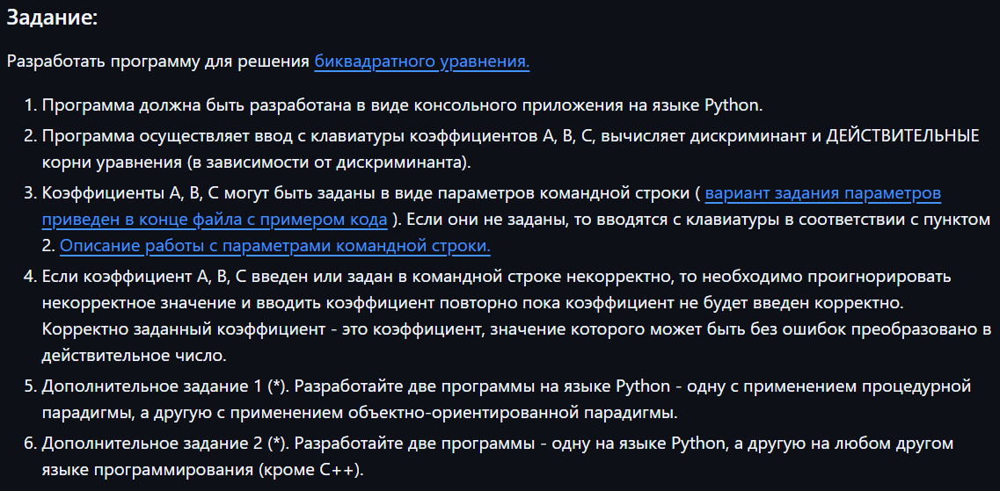 Задание:
Разработать программу для решения биквадратного уравнения.
1. Программа должна быть разработана в виде консольного приложения на языке Python.
2. Программа осуществляет ввод с клавиатуры коэффициентов А, В, С, вычисляет дискриминант и ДЕЙСТВИТЕЛЬНЫЕ
корни уравнения (в зависимости от дискриминанта).
3. Коэффициенты А, В, С могут быть заданы в виде параметров командной строки ( вариант задания параметров
приведен в конце файла с примером кода ). Если они не заданы, то вводятся с клавиатуры в соответствии с пунктом
2. Описание работы с параметрами командной строки.
4. Если коэффициент А, В, С введен или задан в командной строке некорректно, то необходимо проигнорировать
некорректное значение и вводить коэффициент повторно пока коэффициент не будет введен корректно.
Корректно заданный коэффициент - это коэффициент, значение которого может быть без ошибок преобразовано в
действительное число.
5. Дополнительное задание 1 (*). Разработайте две программы на языке Python - одну с применением процедурной
парадигмы, а другую с применением объектно-ориентированной парадигмы.
6. Дополнительное задание 2 (*). Разработайте две программы - одну на языке Python, а другую на любом другом
языке программирования (кроме С++).